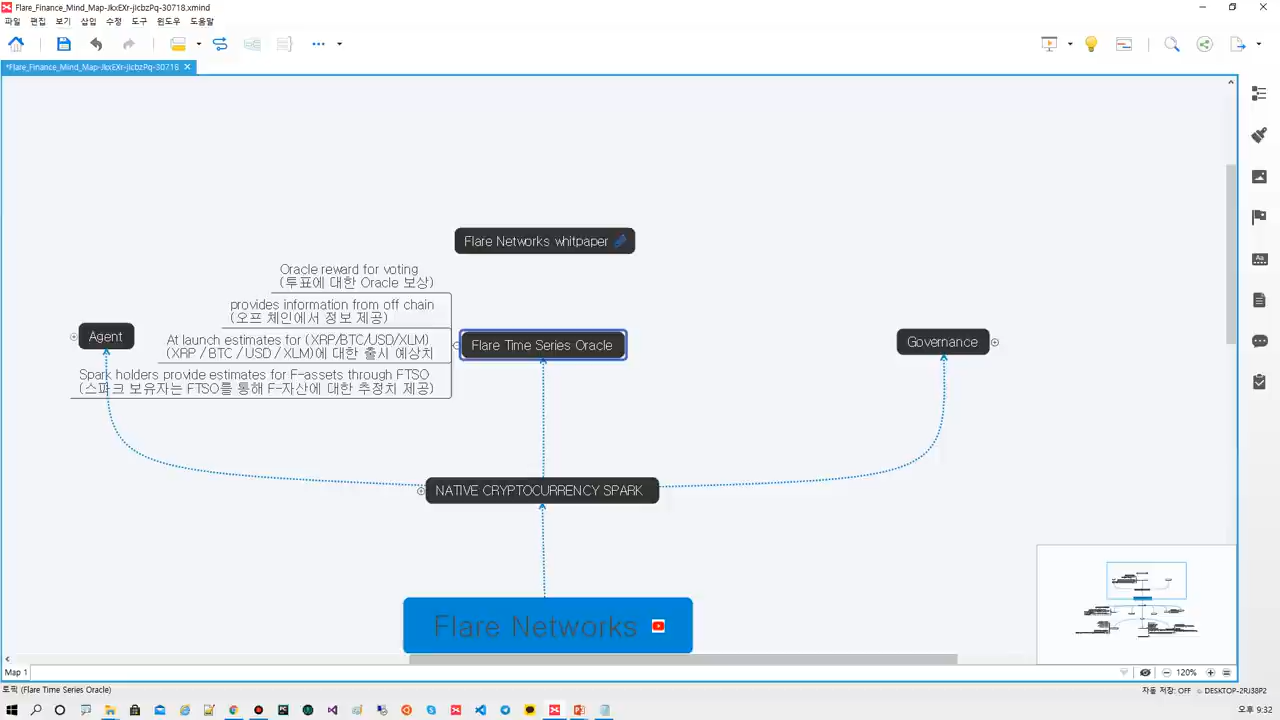 Flare_Finance_Mind_Map-JkxEXr-jIcbzPq-30718.xmind
파일 편집 보기 삽입 수정 도구 윈도우 도움말
*Flare_Finance_Mind_Map-JkxEXr-jIcbzPq-30718
Flare Networks whitpaper
Oracle reward for voting
(투표에 대한 Oracle 보상)
provides information from off chain
(오프 체인에서 정보 제공)
Agent
At launch estimates for (XRP/BTC/USD/XLM)
(XRP / BTC / USD / XLM)에 대한 출시 예상치
Flare Time Series Oracle
Governance
Spark holders provide estimates for F-assets through FTSO
(스파크 보유자는 FTSO를 통해 F-자산에 대한 추정치 제공)
NATIVE CRYPTOCURRENCY SPARK
Flare Networks
Map 1
120%
토픽 (Flare Time Series Oracle)
자동 저장: OFF
DESKTOP-2RJ38P2
오후 9:32